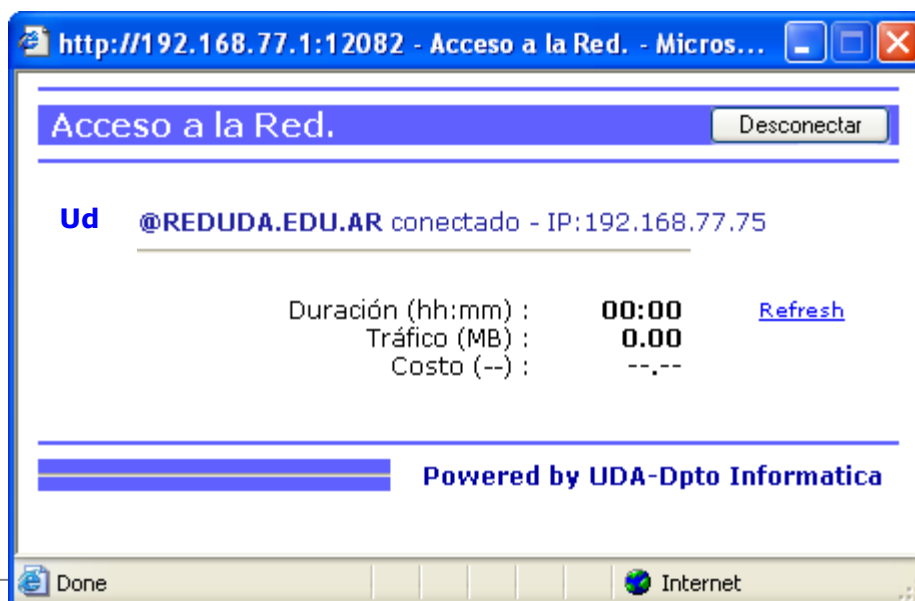 http://192.168.77.1:12082 - Acceso a la Red. - Micros...
Acceso a la Red.
Desconectar
Ud @REDUDA.EDU.AR conectado - IP:192.168.77.75
Duración (hh:mm) : 00:00 Refresh
Tráfico (MB) : 0.00
Costo (--) : --.--
Powered by UDA-Dpto Informatica
Done
Internet